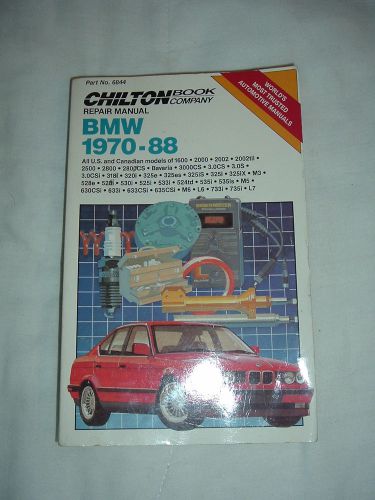 Part No. 6844
CHILTON BOOK COMPANY
REPAIR MANUAL
WORLD'S
MOST TRUSTED
AUTOMOTIVE MANUALS
BMW
1970-88
All U.S. and Canadian models of 1600 • 2000 • 2002 • 2002tii •
2500 • 2800 • 2800CS • Bavaria • 3000CS • 3.0CS • 3.0S •
3.0CSi • 318i • 320i • 325e • 325es • 325iS • 325i • 325iX • M3 •
528e • 528i • 530i • 525i • 533i • 524td • 535i • 535is • M5 •
630CSi • 633i • 633CSi • 635CSi • M6 • L6 • 733i • 735i • L7